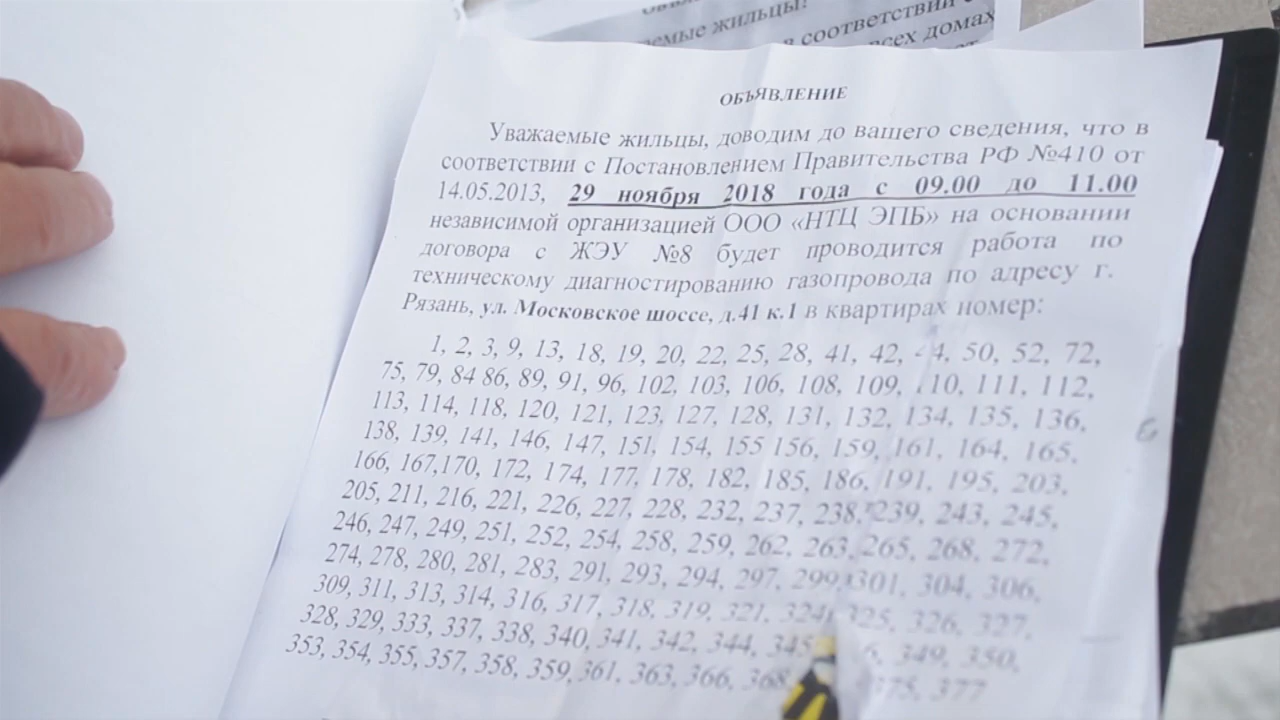 жильцы!
в соответствии с
всех домах
ОБЪЯВЛЕНИЕ
Уважаемые жильцы, доводим до вашего сведения, что в
соответствии с Постановлением Правительства РФ №410 от
14.05.2013, 29 ноября 2018 года с 09.00 до 11.00
независимой организацией ООО «НТЦ ЭПБ» на основании
договора с ЖЭУ №8 будет проводится работа по
техническому диагностированию газопровода по адресу г.
Рязань, ул. Московское шоссе, д.41 к.1 в квартирах номер:
1, 2, 3, 9, 13, 18, 19, 20, 22, 25, 28, 41, 42, 44, 50, 52, 72,
75, 79, 84 86, 89, 91, 96, 102, 103, 106, 108, 109, 110, 111, 112,
113, 114, 118, 120, 121, 123, 127, 128, 131, 132, 134, 135, 136,
138, 139, 141, 146, 147, 151, 154, 155 156, 159, 161, 164, 165,
166, 167,170, 172, 174, 177, 178, 182, 185, 186, 191, 195, 203,
205, 211, 216, 221, 226, 227, 228, 232, 237, 238, 239, 243, 245,
246, 247, 249, 251, 252, 254, 258, 259, 262, 263, 265, 268, 272,
274, 278, 280, 281, 283, 291, 293, 294, 297, 299, 301, 304, 306,
309, 311, 313, 314, 316, 317, 318, 319, 321, 324, 325, 326, 327,
328, 329, 333, 337, 338, 340, 341, 342, 344, 345 349, 350,
353, 354, 355, 357, 358, 359, 361, 363, 366, 368 375, 377